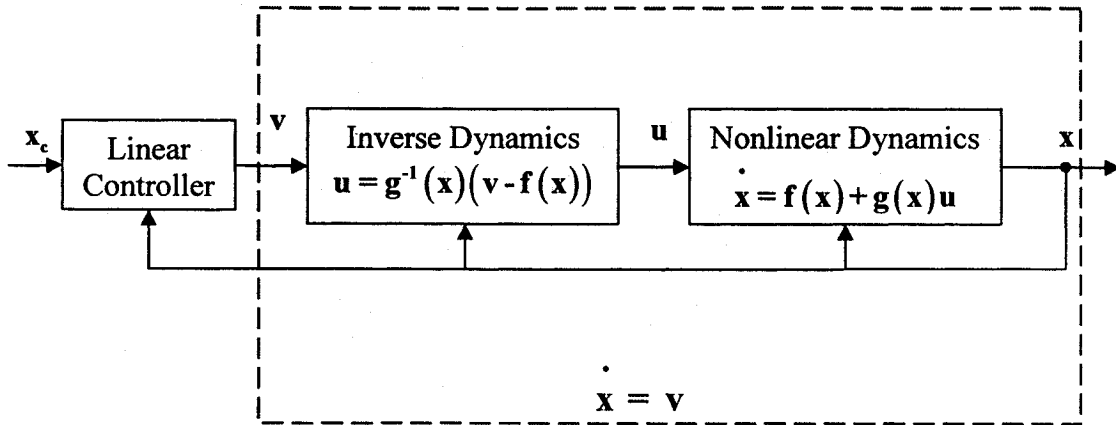 x_c
Linear
Controller
v
Inverse Dynamics
u = g⁻¹(x)(v - f(x))
u
Nonlinear Dynamics
ẋ = f(x) + g(x)u
x
ẋ = v